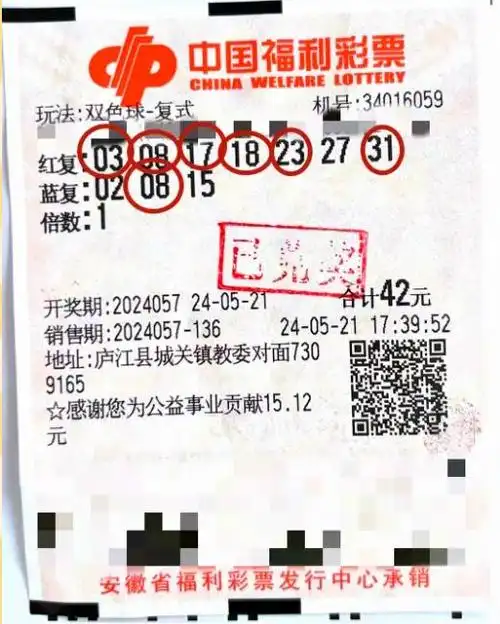 中国福利彩票
CHINA WELFARE LOTTERY
玩法:双色球-复式 机号:34016059
红复:03 08 17 18 23 27 31
蓝复:02 08 15
倍数:1
已兑奖
合计42元
开奖期:2024057 24-05-21
销售期:2024057-136 24-05-21 17:39:52
地址:庐江县城关镇教委对面730
9165
☆感谢您为公益事业贡献15.12
元
安徽省福利彩票发行中心承销